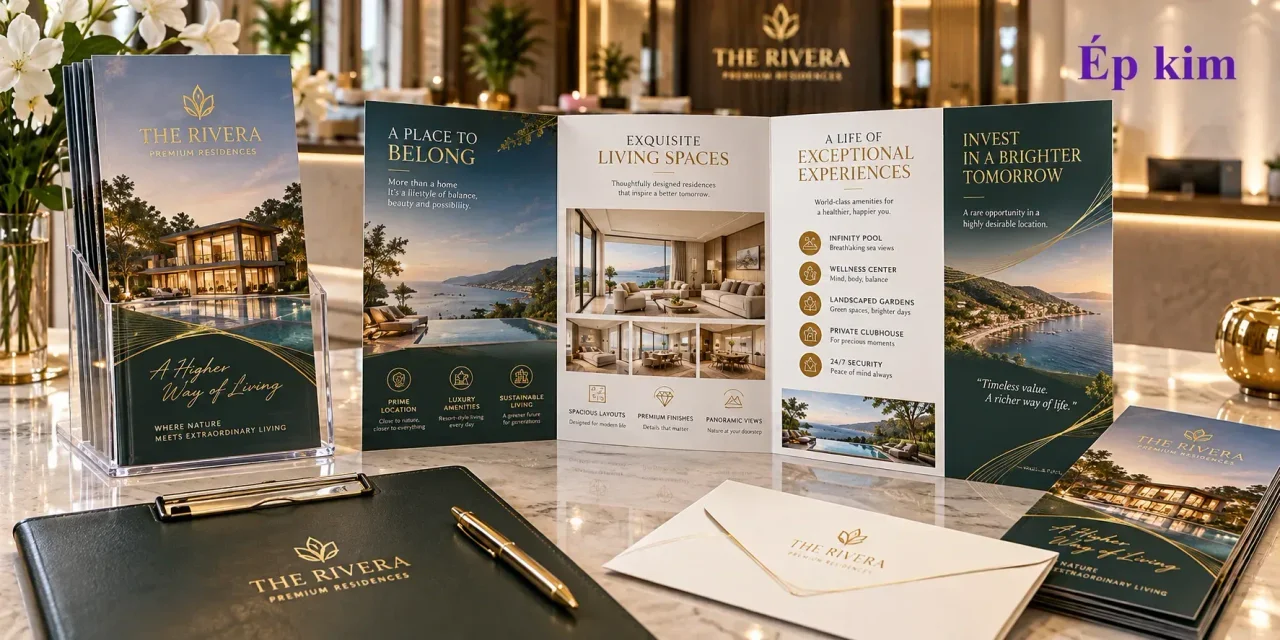 Ép kim
THE RIVERA
PREMIUM RESIDENCES
THE RIVERA
PREMIUM RESIDENCES
A Higher
Way of Living
WHERE NATURE
MEETS EXTRAORDINARY LIVING
A PLACE TO
BELONG
More than a home
It's a lifestyle of balance,
beauty and possibility.
PRIME
LOCATION
Close to nature,
closer to everything
LUXURY
AMENITIES
Resort-style living
every day
SUSTAINABLE
LIVING
A greater future
for generations
EXQUISITE
LIVING SPACES
Thoughtfully designed residences
that inspire a better tomorrow.
SPACIOUS LAYOUTS
Designed for modern life
PREMIUM FINISHES
Details that matter
PANORAMIC VIEWS
Nature at your doorstep
A LIFE OF
EXCEPTIONAL
EXPERIENCES
World-class amenities for
a healthier, happier you.
INFINITY POOL
Breathtaking sea views
WELLNESS CENTER
Mind, body, balance
LANDSCAPED GARDENS
Green spaces, brighter days
PRIVATE CLUBHOUSE
For precious moments
24/7 SECURITY
Peace of mind always
INVEST
IN A BRIGHTER
TOMORROW
A rare opportunity in a
highly desirable location.
"Timeless value.
A richer way of life."
THE RIVERA
PREMIUM RESIDENCES
THE RIVERA
PREMIUM RESIDENCES
THE RIVERA
PREMIUM RESIDENCES
A Higher
Way of Living
NATURE
EXTRAORDINARY LIVING